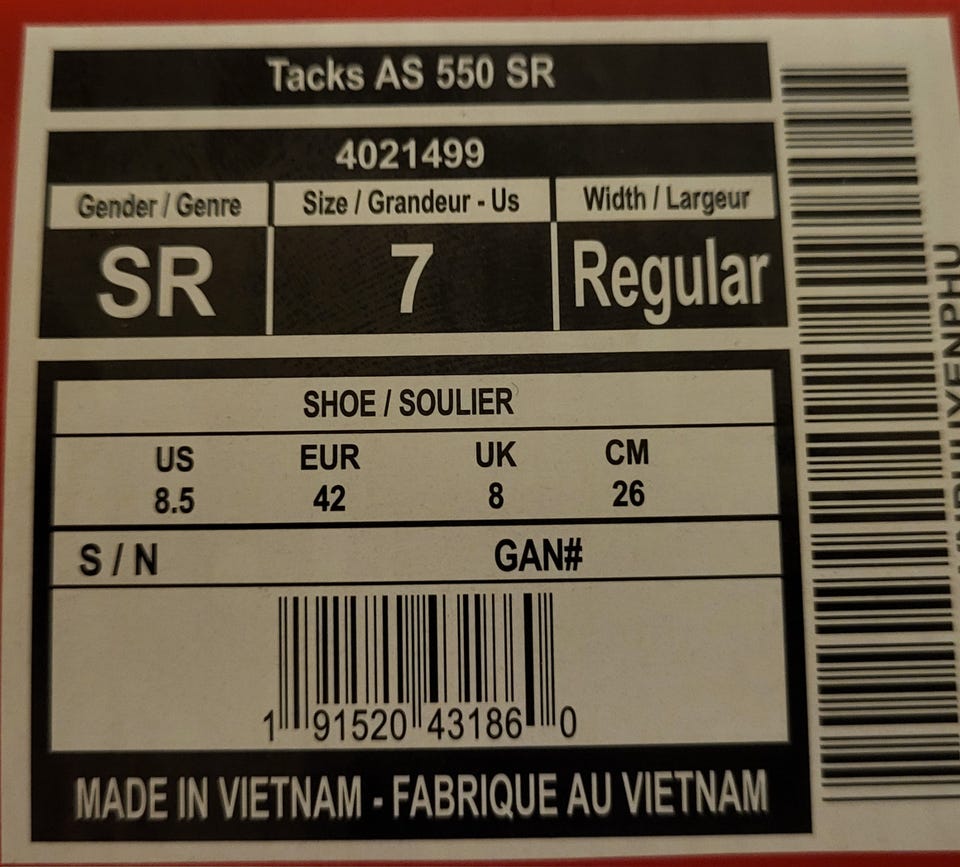 Tacks AS 550 SR
4021499
Gender / Genre Size / Grandeur - Us Width / Largeur
SR 7 Regular
SHOE / SOULIER
US EUR UK CM
8.5 42 8 26
S / N GAN#
1 91520 43186 0
MADE IN VIETNAM - FABRIQUE AU VIETNAM